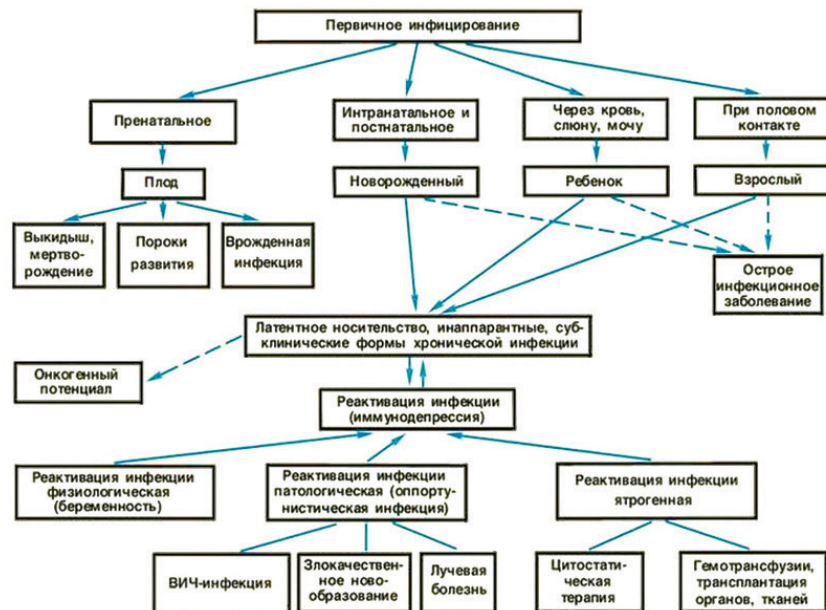 Первичное инфицирование
Пренатальное
Интранатальное и
постнатальное
Через кровь,
слюну, мочу
При половом
контакте
Плод
Новорожденный
Ребенок
Взрослый
Выкидыш,
мертво-
рождение
Пороки
развития
Врожденная
инфекция
Острое
инфекционное
заболевание
Латентное носительство, инаппарантные, суб-
клинические формы хронической инфекции
Онкогенный
потенциал
Реактивация инфекции
(иммунодепрессия)
Реактивация инфекции
физиологическая
(беременность)
Реактивация инфекции
патологическая (оппорту-
нистическая инфекция)
Реактивация инфекции
ятрогенная
ВИЧ-инфекция
Злокачествен-
ное ново-
образование
Лучевая
болезнь
Цитостати-
ческая
терапия
Гемотрансфузии,
трансплантация
органов, тканей